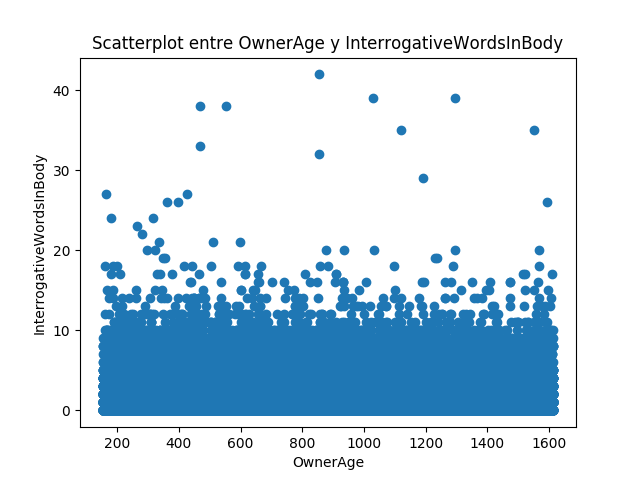 Scatterplot entre OwnerAge y InterrogativeWordsInBody
40
30
20
10
0
InterrogativeWordsInBody
200 400 600 800 1000 1200 1400 1600
OwnerAge